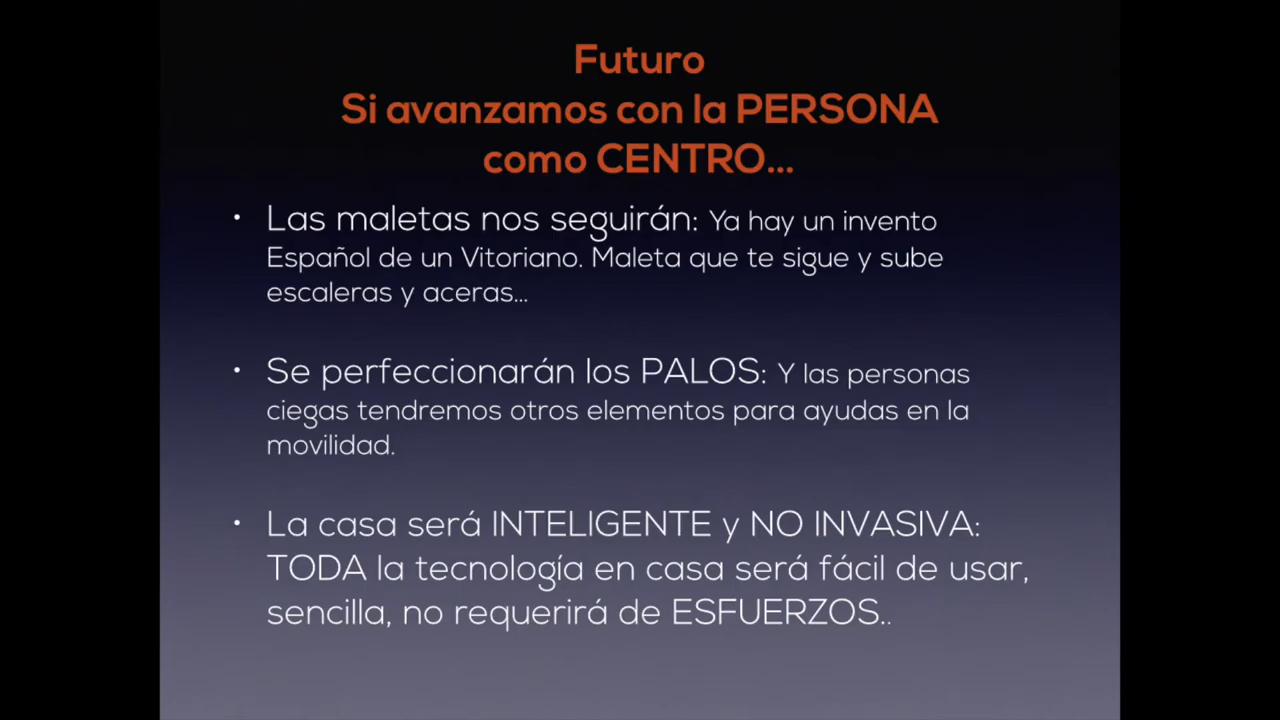 Futuro
Si avanzamos con la PERSONA
como CENTRO...
• Las maletas nos seguirán: Ya hay un invento
Español de un Vitoriano. Maleta que te sigue y sube
escaleras y aceras...
• Se perfeccionarán los PALOS: Y las personas
ciegas tendremos otros elementos para ayudas en la
movilidad.
• La casa será INTELIGENTE y NO INVASIVA:
TODA la tecnología en casa será fácil de usar,
sencilla, no requerirá de ESFUERZOS..